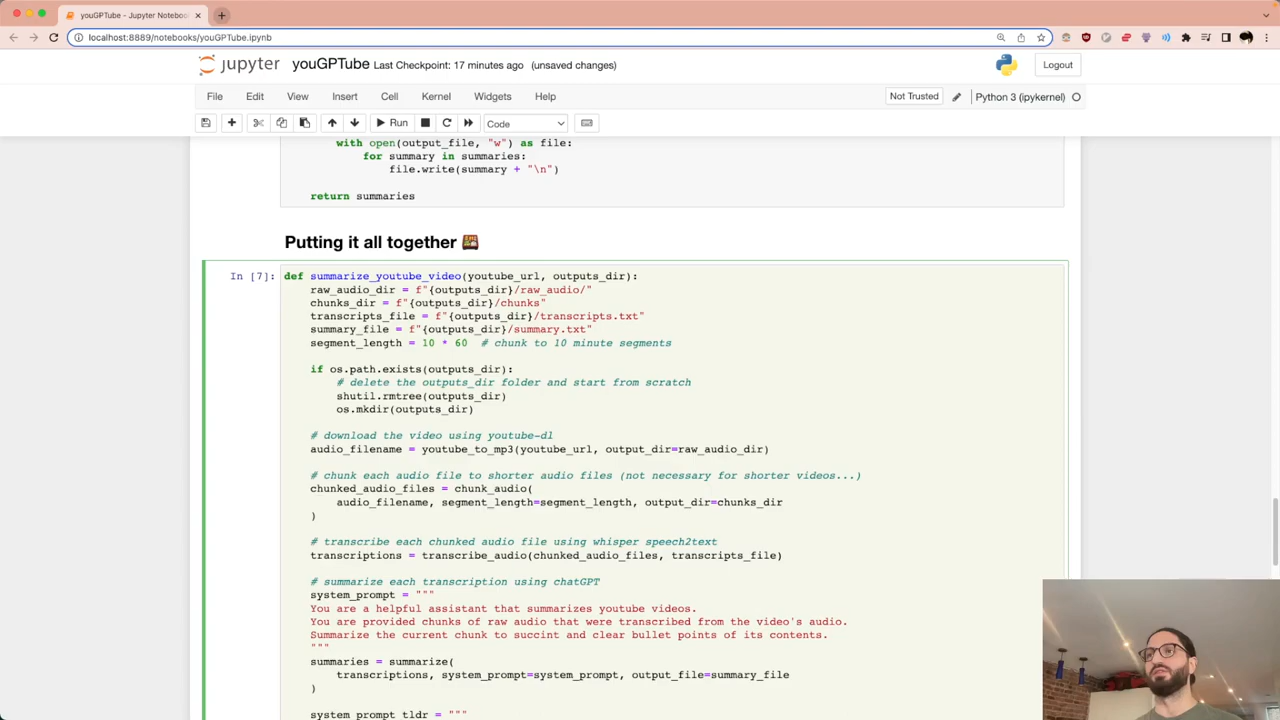 youGPTube - Jupyter Noteboo
localhost:8889/notebooks/youGPTube.ipynb
jupyter youGPTube Last Checkpoint: 17 minutes ago (unsaved changes)
Logout
File Edit View Insert Cell Kernel Widgets Help
Not Trusted Python 3 (ipykernel)
Run Code
with open(output_file, "w") as file:
for summary in summaries:
file.write(summary + "\n")
return summaries
Putting it all together 🍱
In [7]:
def summarize_youtube_video(youtube_url, outputs_dir):
raw_audio_dir = f"{outputs_dir}/raw_audio/"
chunks_dir = f"{outputs_dir}/chunks"
transcripts_file = f"{outputs_dir}/transcripts.txt"
summary_file = f"{outputs_dir}/summary.txt"
segment_length = 10 * 60  # chunk to 10 minute segments
if os.path.exists(outputs_dir):
# delete the outputs_dir folder and start from scratch
shutil.rmtree(outputs_dir)
os.mkdir(outputs_dir)
# download the video using youtube-dl
audio_filename = youtube_to_mp3(youtube_url, output_dir=raw_audio_dir)
# chunk each audio file to shorter audio files (not necessary for shorter videos...)
chunked_audio_files = chunk_audio(
audio_filename, segment_length=segment_length, output_dir=chunks_dir
)
# transcribe each chunked audio file using whisper speech2text
transcriptions = transcribe_audio(chunked_audio_files, transcripts_file)
# summarize each transcription using chatGPT
system_prompt = """
You are a helpful assistant that summarizes youtube videos.
You are provided chunks of raw audio that were transcribed from the video's audio.
Summarize the current chunk to succint and clear bullet points of its contents.
"""
summaries = summarize(
transcriptions, system_prompt=system_prompt, output_file=summary_file
)
system_prompt_tldr = """